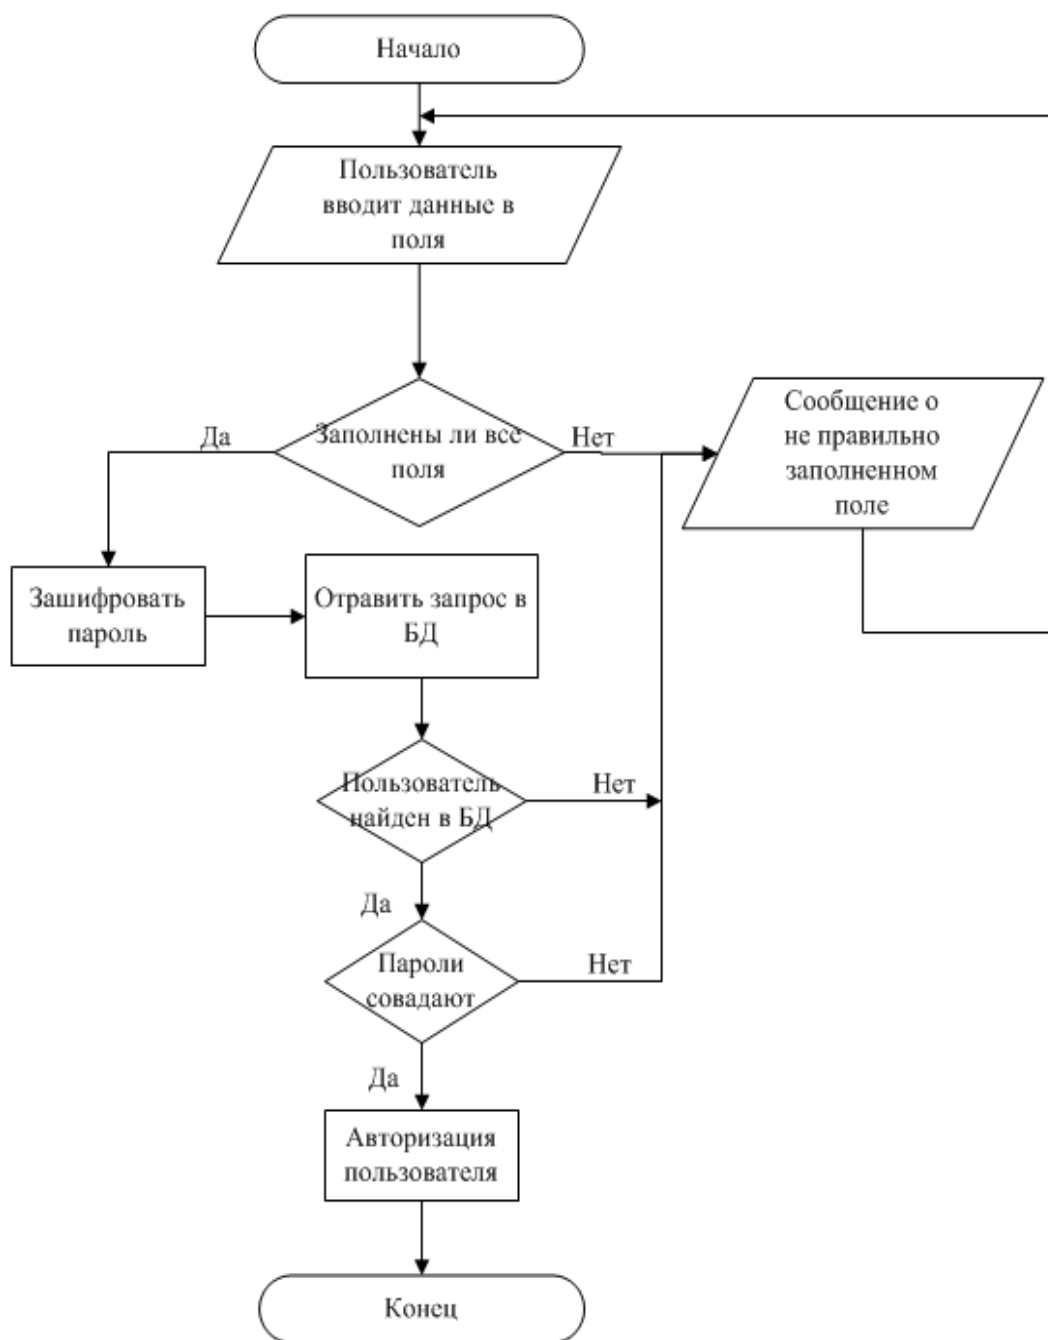 Начало
Пользователь
вводит данные в
поля
Заполнены ли все
поля
Да
Нет
Сообщение о
не правильно
заполненном
поле
Зашифровать
пароль
Отравить запрос в
БД
Пользователь
найден в БД
Нет
Да
Пароли
совадают
Нет
Да
Авторизация
пользователя
Конец